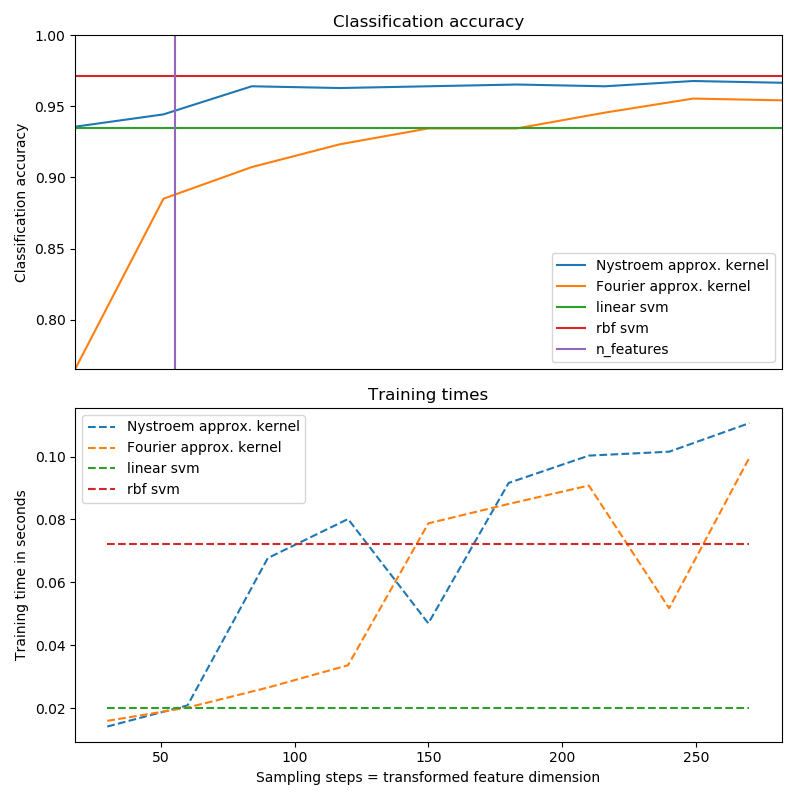 Classification accuracy
1.00
0.95
0.90
0.85
0.80
Classification accuracy
Nystroem approx. kernel
Fourier approx. kernel
linear svm
rbf svm
n_features
Training times
0.10
0.08
0.06
0.04
0.02
Training time in seconds
Nystroem approx. kernel
Fourier approx. kernel
linear svm
rbf svm
50
100
150
200
250
Sampling steps = transformed feature dimension